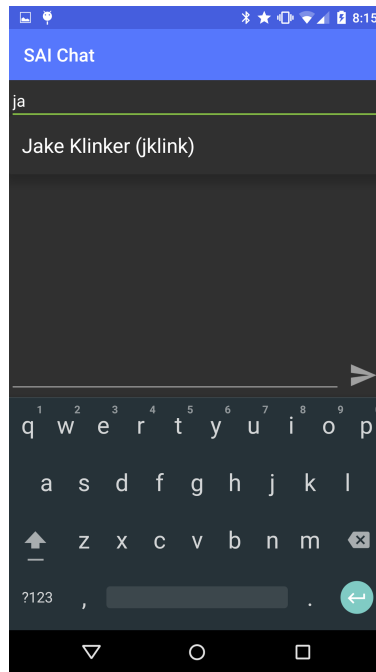 8:15
SAI Chat
ja
Jake Klinker (jklink)
1 2 3 4 5 6 7 8 9
q w e r t y u i o p
a s d f g h j k l
z x c v b n m
?123 , .